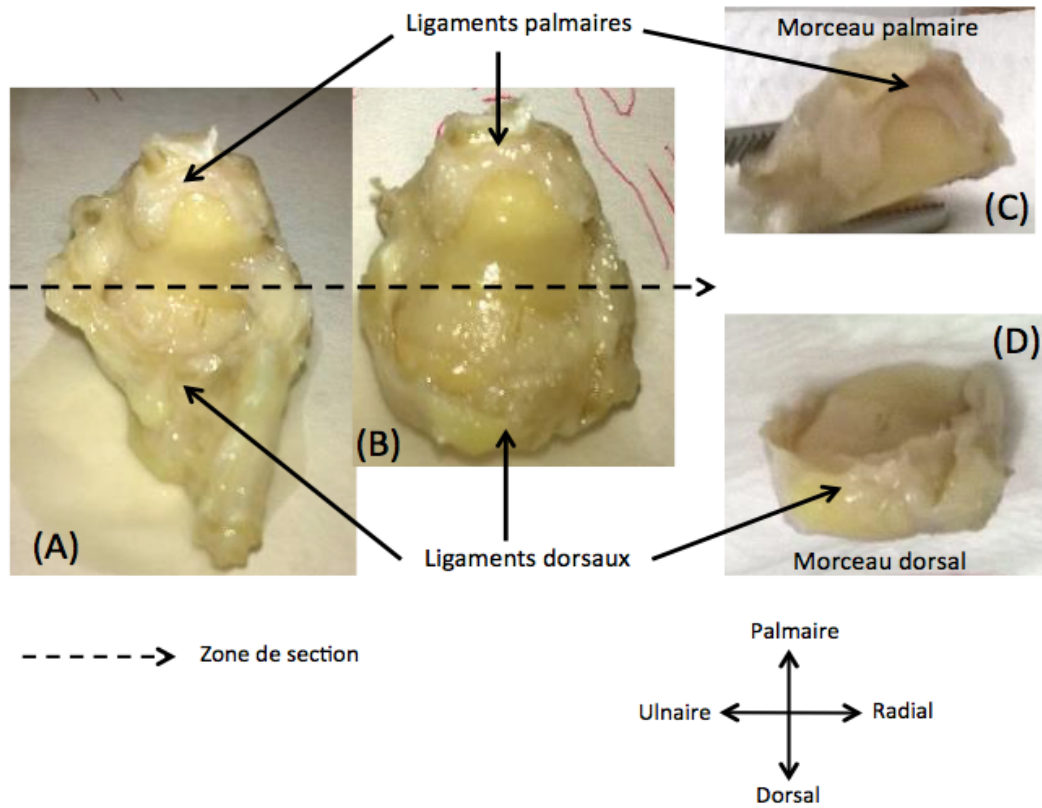 Ligaments palmaires
Morceau palmaire
(C)
(D)
(B)
(A)
Ligaments dorsaux
Morceau dorsal
Zone de section
Palmaire
Ulnaire
Radial
Dorsal